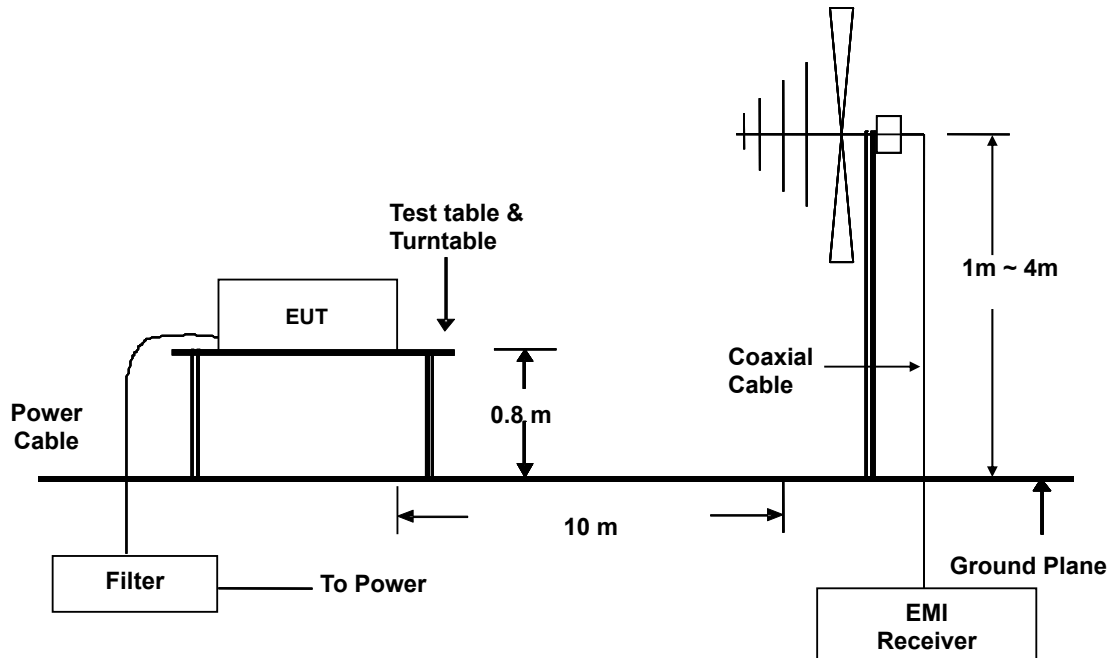 Test table &
Turntable
EUT
1m ~ 4m
Coaxial
Cable
0.8 m
Power
Cable
10 m
Ground Plane
Filter
To Power
EMI
Receiver